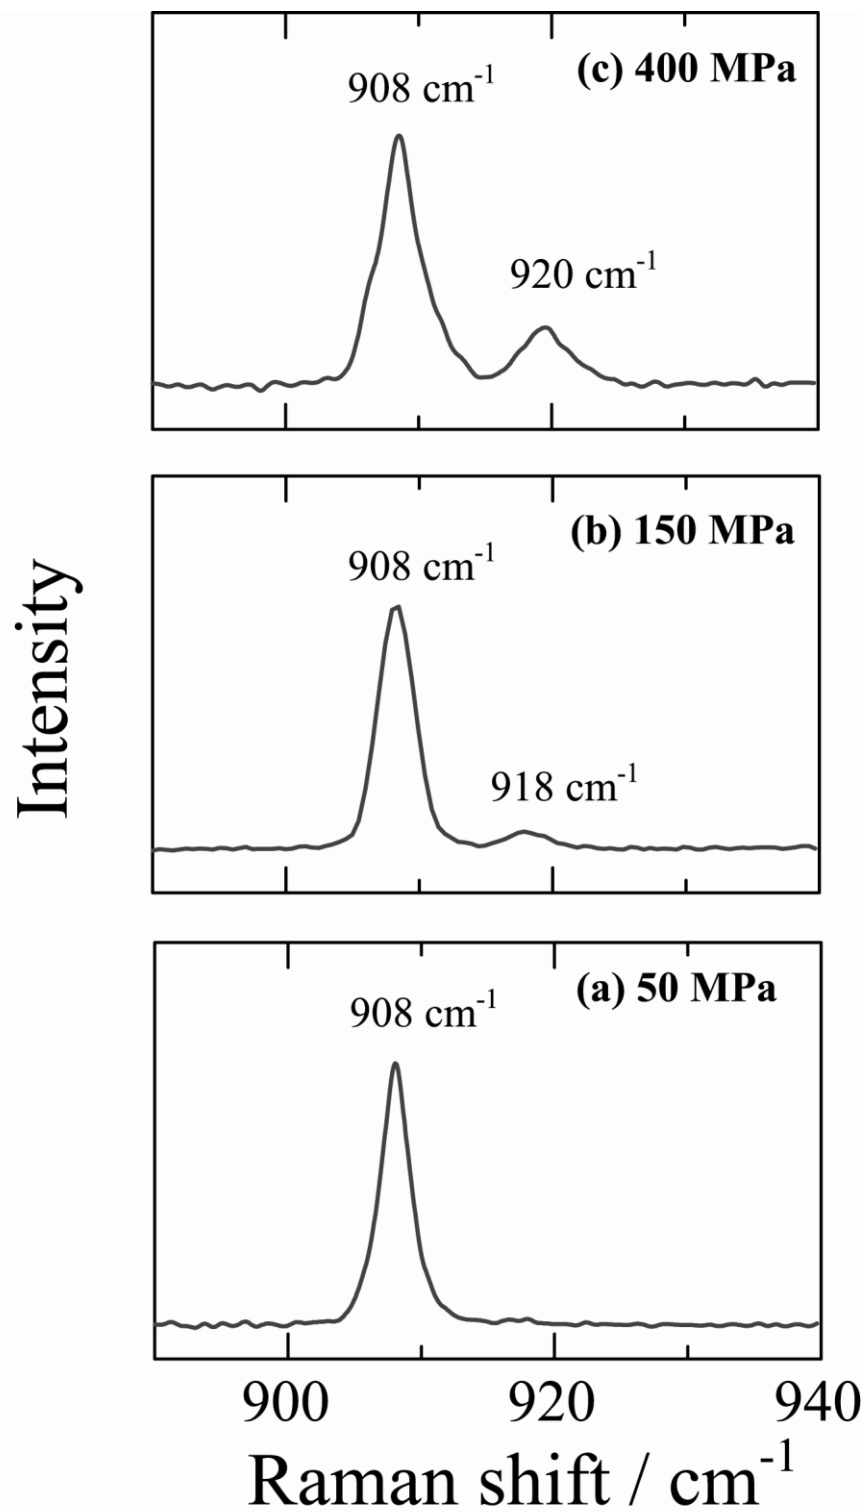 (c) 400 MPa
908 cm⁻¹
920 cm⁻¹
(b) 150 MPa
908 cm⁻¹
918 cm⁻¹
Intensity
(a) 50 MPa
908 cm⁻¹
900 920 940
Raman shift / cm⁻¹